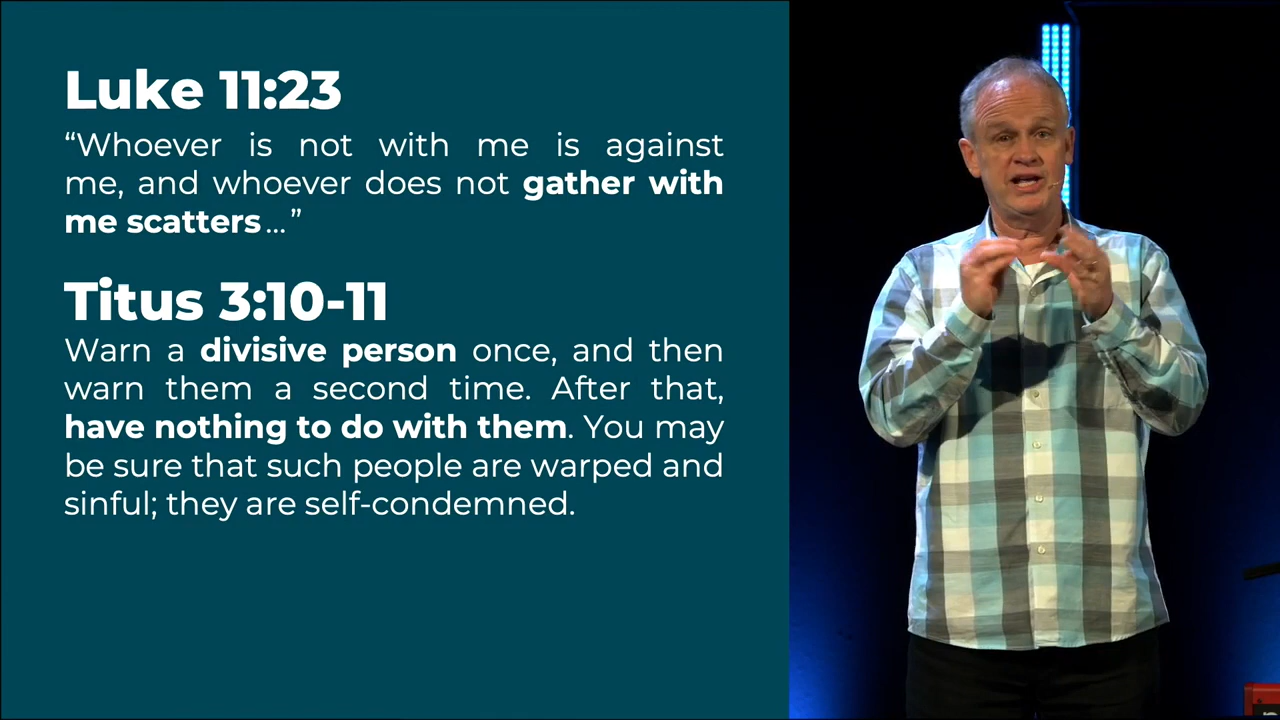 Luke 11:23
“Whoever is not with me is against
me, and whoever does not gather with
me scatters…”
Titus 3:10-11
Warn a divisive person once, and then
warn them a second time. After that,
have nothing to do with them. You may
be sure that such people are warped and
sinful; they are self-condemned.